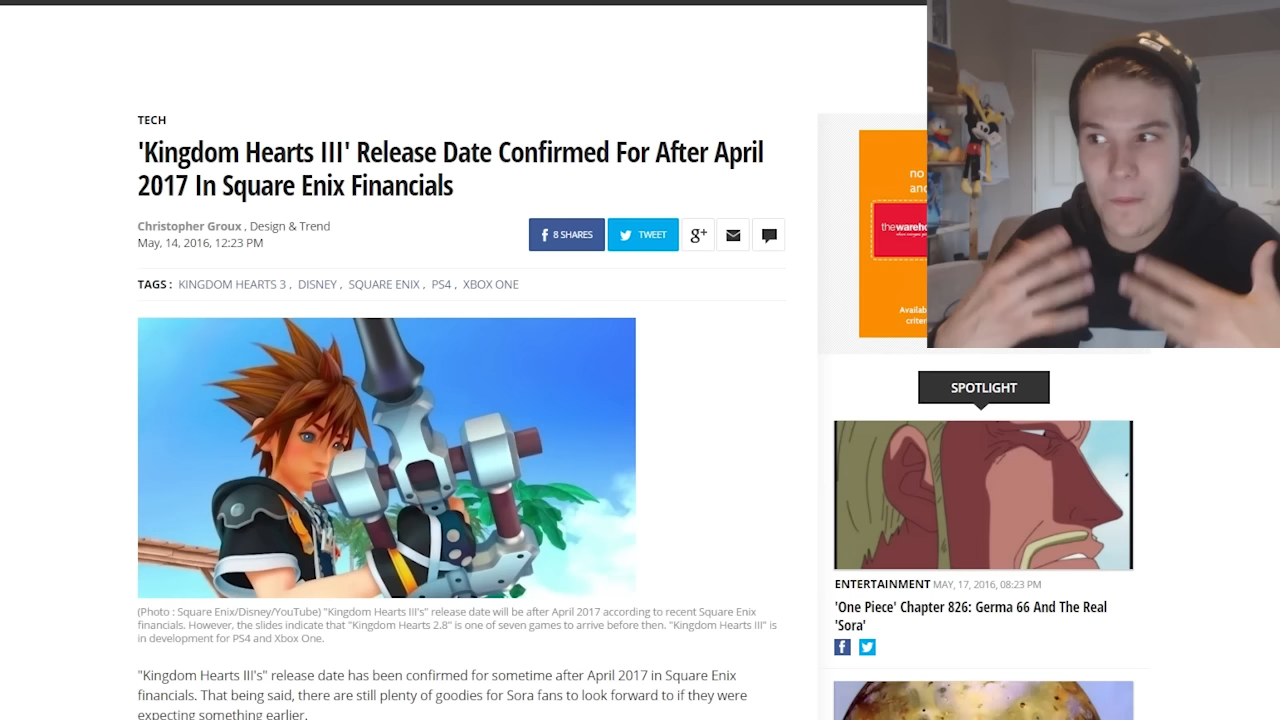 TECH
'Kingdom Hearts III' Release Date Confirmed For After April
2017 In Square Enix Financials
Christopher Groux , Design & Trend
May, 14, 2016, 12:23 PM
8 SHARES
TWEET
g+
TAGS : KINGDOM HEARTS 3 , DISNEY , SQUARE ENIX , PS4 , XBOX ONE
(Photo : Square Enix/Disney/YouTube) "Kingdom Hearts III's" release date will be after April 2017 according to recent Square Enix
financials. However, the slides indicate that "Kingdom Hearts 2.8" is one of seven games to arrive before then. "Kingdom Hearts III" is
in development for PS4 and Xbox One.
"Kingdom Hearts III's" release date has been confirmed for sometime after April 2017 in Square Enix
financials. That being said, there are still plenty of goodies for Sora fans to look forward to if they were
expecting something earlier.
no
and
thewareho
Availab
criter
SPOTLIGHT
ENTERTAINMENT MAY, 17, 2016, 08:23 PM
'One Piece' Chapter 826: Germa 66 And The Real
'Sora'